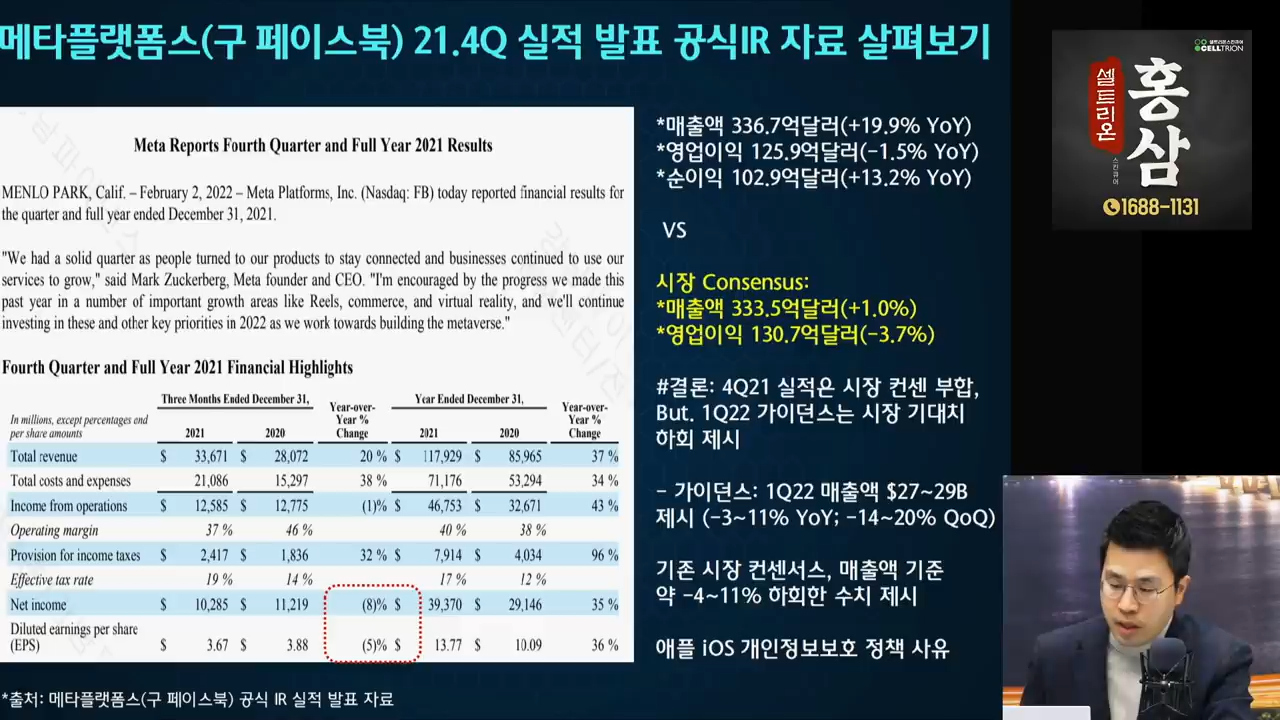 메타플랫폼스(구 페이스북) 21.4Q 실적 발표 공식IR 자료 살펴보기
Meta Reports Fourth Quarter and Full Year 2021 Results
MENLO PARK, Calif. – February 2, 2022 – Meta Platforms, Inc. (Nasdaq: FB) today reported financial results for
the quarter and full year ended December 31, 2021.
"We had a solid quarter as people turned to our products to stay connected and businesses continued to use our
services to grow," said Mark Zuckerberg, Meta founder and CEO. "I'm encouraged by the progress we made this
past year in a number of important growth areas like Reels, commerce, and virtual reality, and we'll continue
investing in these and other key priorities in 2022 as we work towards building the metaverse."
Fourth Quarter and Full Year 2021 Financial Highlights
Three Months Ended December 31, Year-over-Year % Change Year Ended December 31, Year-over-Year % Change
In millions, except percentages and
per share amounts 2021 2020 2021 2020
Total revenue $ 33,671 $ 28,072 20 % $ 117,929 $ 85,965 37 %
Total costs and expenses 21,086 15,297 38 % 71,176 53,294 34 %
Income from operations $ 12,585 $ 12,775 (1)% $ 46,753 $ 32,671 43 %
Operating margin 37 % 46 % 40 % 38 %
Provision for income taxes $ 2,417 $ 1,836 32 % $ 7,914 $ 4,034 96 %
Effective tax rate 19 % 14 % 17 % 12 %
Net income $ 10,285 $ 11,219 (8)% $ 39,370 $ 29,146 35 %
Diluted earnings per share
(EPS) $ 3.67 $ 3.88 (5)% $ 13.77 $ 10.09 36 %
*출처: 메타플랫폼스(구 페이스북) 공식 IR 실적 발표 자료
*매출액 336.7억달러(+19.9% YoY)
*영업이익 125.9억달러(-1.5% YoY)
*순이익 102.9억달러(+13.2% YoY)
VS
시장 Consensus:
*매출액 333.5억달러(+1.0%)
*영업이익 130.7억달러(-3.7%)
#결론: 4Q21 실적은 시장 컨센 부합,
But. 1Q22 가이던스는 시장 기대치
하회 제시
- 가이던스: 1Q22 매출액 $27~29B
제시 (-3~11% YoY; -14~20% QoQ)
기존 시장 컨센서스, 매출액 기준
약 -4~11% 하회한 수치 제시
애플 iOS 개인정보보호 정책 사유
셀트리온스킨큐어
CELLTRION
셀트리온
홍삼
스킨큐어
1688-1131